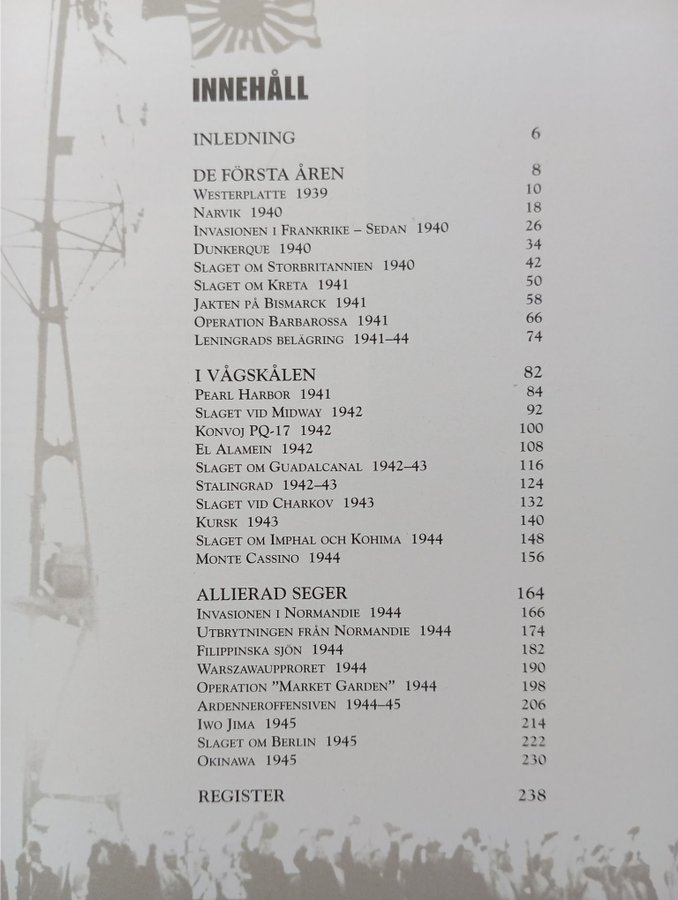 INNEHÅLL
INLEDNING 6
DE FÖRSTA ÅREN 8
WESTERPLATTE 1939 10
NARVIK 1940 18
INVASIONEN I FRANKRIKE – SEDAN 1940 26
DUNKERQUE 1940 34
SLAGET OM STORBRITANNIEN 1940 42
SLAGET OM KRETA 1941 50
JAKTEN PÅ BISMARCK 1941 58
OPERATION BARBAROSSA 1941 66
LENINGRADS BELÄGRING 1941–44 74
I VÅGSKÅLEN 82
PEARL HARBOR 1941 84
SLAGET VID MIDWAY 1942 92
KONVOJ PQ-17 1942 100
EL ALAMEIN 1942 108
SLAGET OM GUADALCANAL 1942–43 116
STALINGRAD 1942–43 124
SLAGET VID CHARKOV 1943 132
KURSK 1943 140
SLAGET OM IMPHAL OCH KOHIMA 1944 148
MONTE CASSINO 1944 156
ALLIERAD SEGER 164
INVASIONEN I NORMANDIE 1944 166
UTBRYTNINGEN FRÅN NORMANDIE 1944 174
FILIPPINSKA SJÖN 1944 182
WARSZAWAUPPRORET 1944 190
OPERATION ”MARKET GARDEN” 1944 198
ARDENNEROFFENSIVEN 1944–45 206
IWO JIMA 1945 214
SLAGET OM BERLIN 1945 222
OKINAWA 1945 230
REGISTER 238